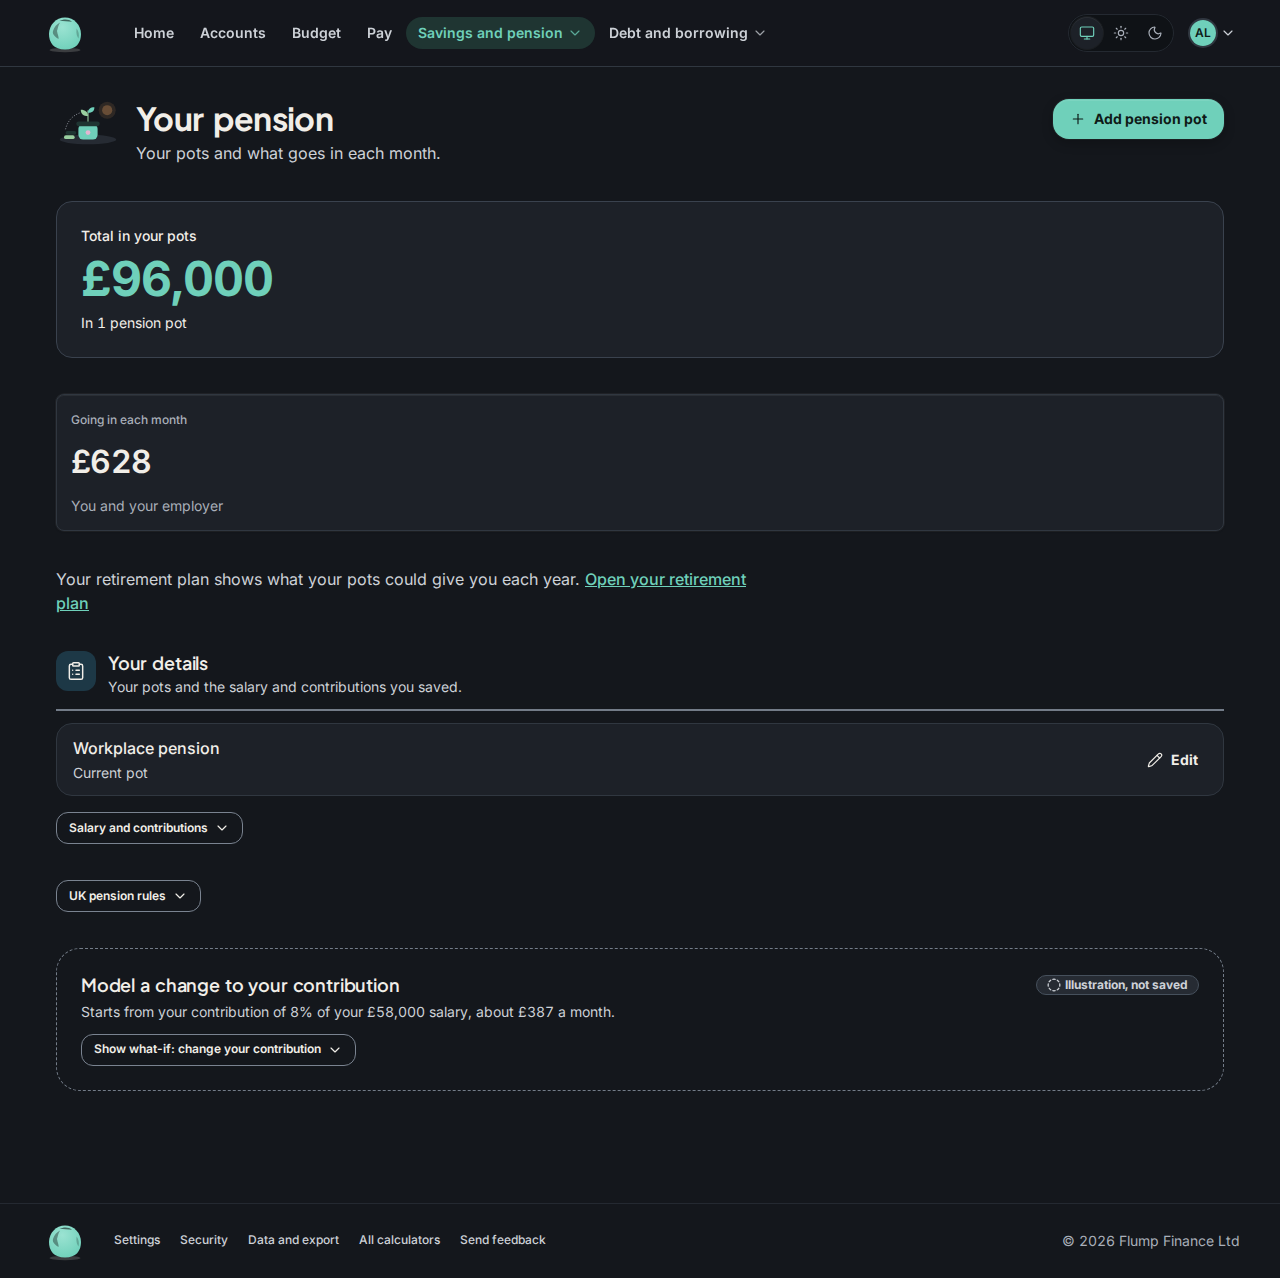 Home
Accounts
Budget
Pay
Savings and pension
Debt and borrowing
AL
Your pension
Your pots and what goes in each month.
Add pension pot
Total in your pots
£96,000
In 1 pension pot
Going in each month
£628
You and your employer
Your retirement plan shows what your pots could give you each year. Open your retirement
plan
Your details
Your pots and the salary and contributions you saved.
Workplace pension
Current pot
Edit
Salary and contributions
UK pension rules
Model a change to your contribution
Illustration, not saved
Starts from your contribution of 8% of your £58,000 salary, about £387 a month.
Show what-if: change your contribution
Settings
Security
Data and export
All calculators
Send feedback
© 2026 Flump Finance Ltd